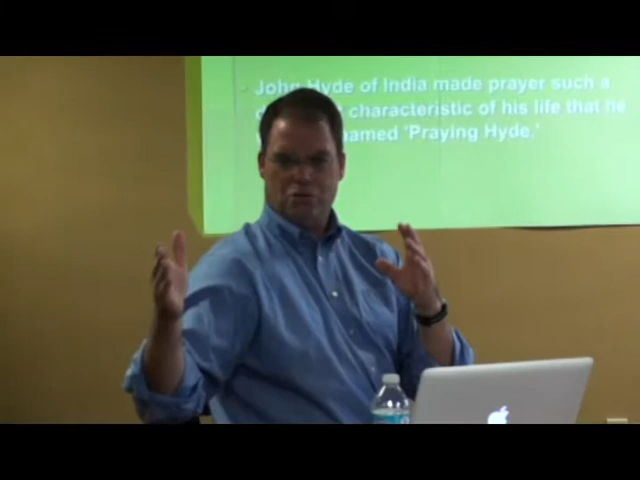 John Hyde of India made prayer such a
characteristic of his life that he
named 'Praying Hyde.'